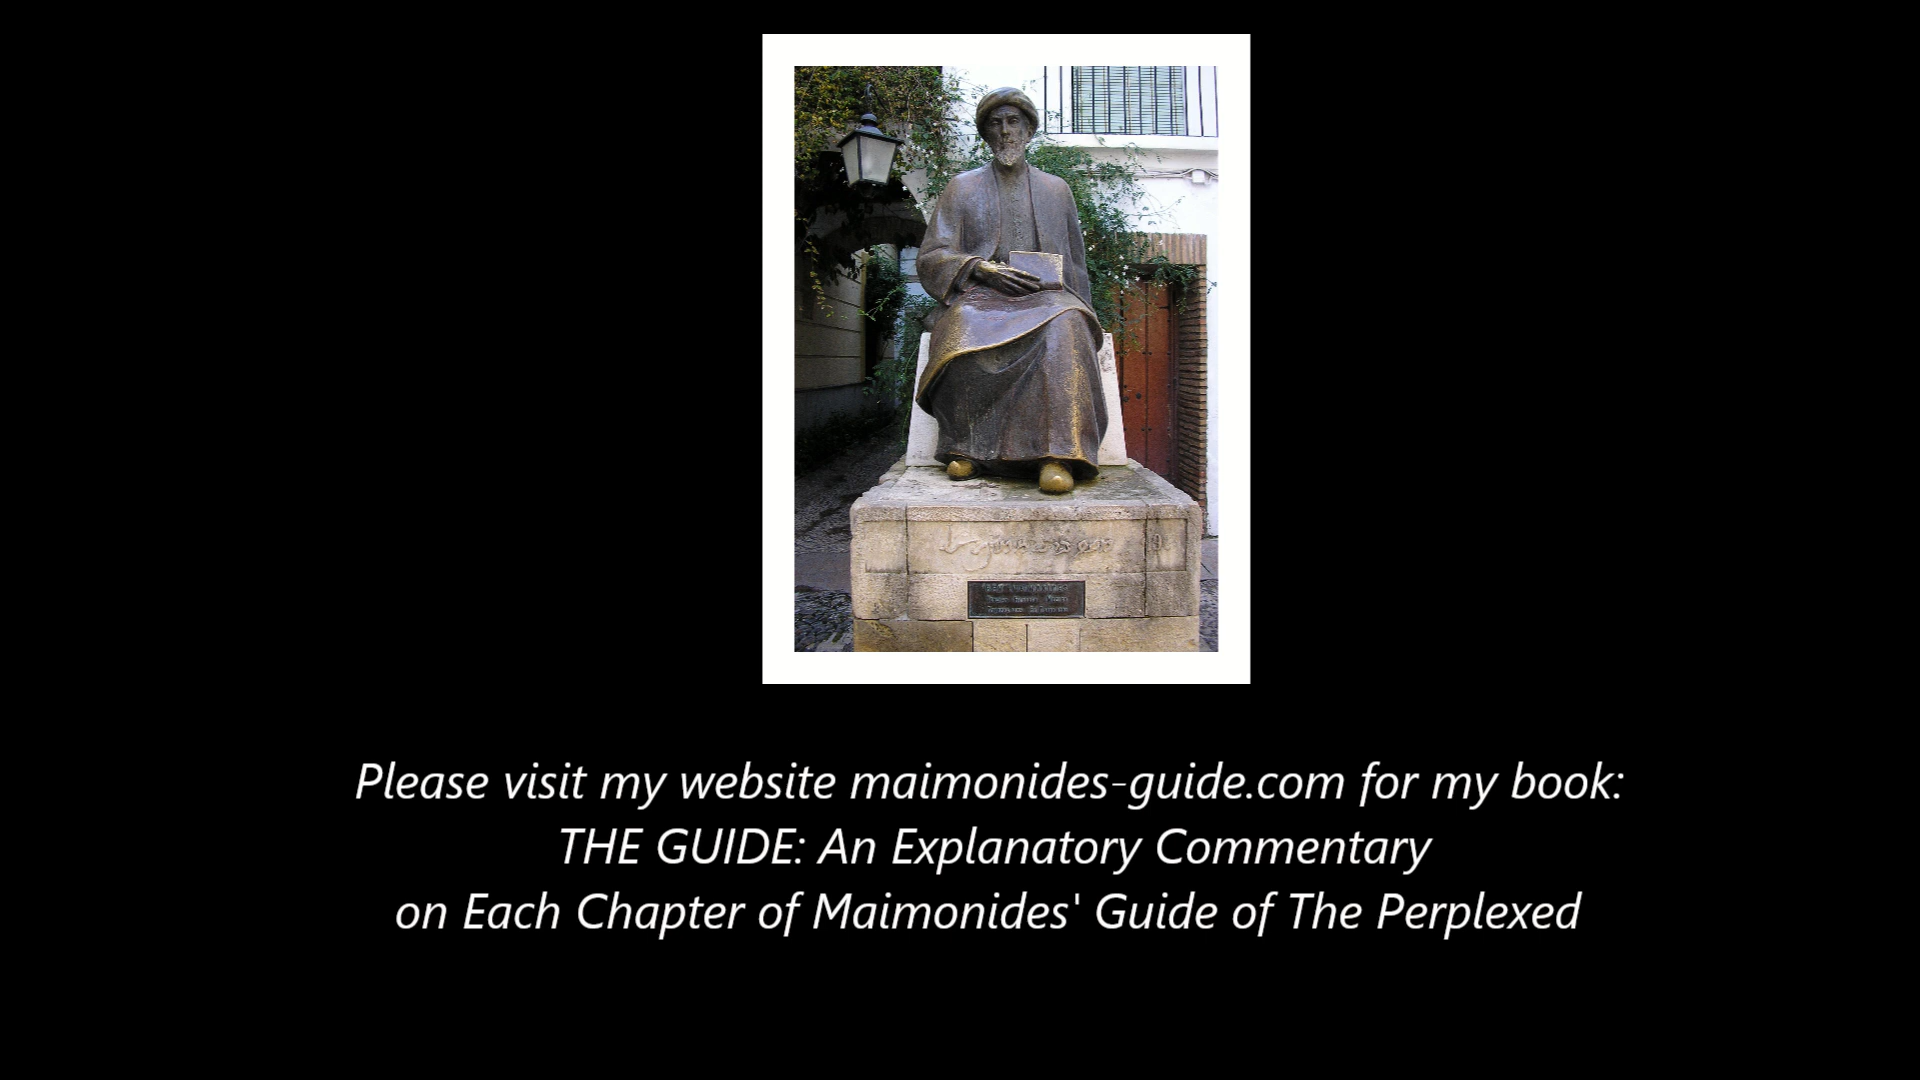 Please visit my website maimonides-guide.com for my book:
THE GUIDE: An Explanatory Commentary
on Each Chapter of Maimonides' Guide of The Perplexed